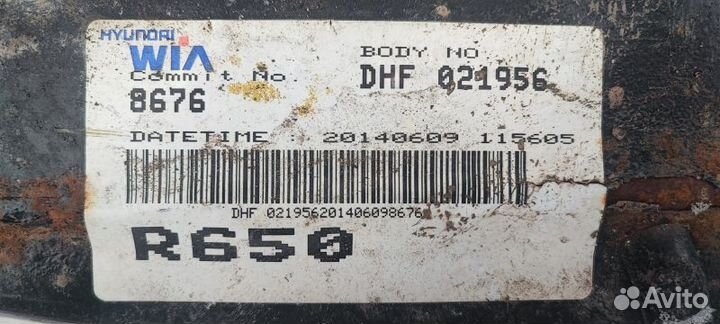 HYUNDAI
WIA
BODY NO
Commit No
DHF 021956
8676
DATETIME : 20140609 115605
DHF 021956201406098676
R650
Avito